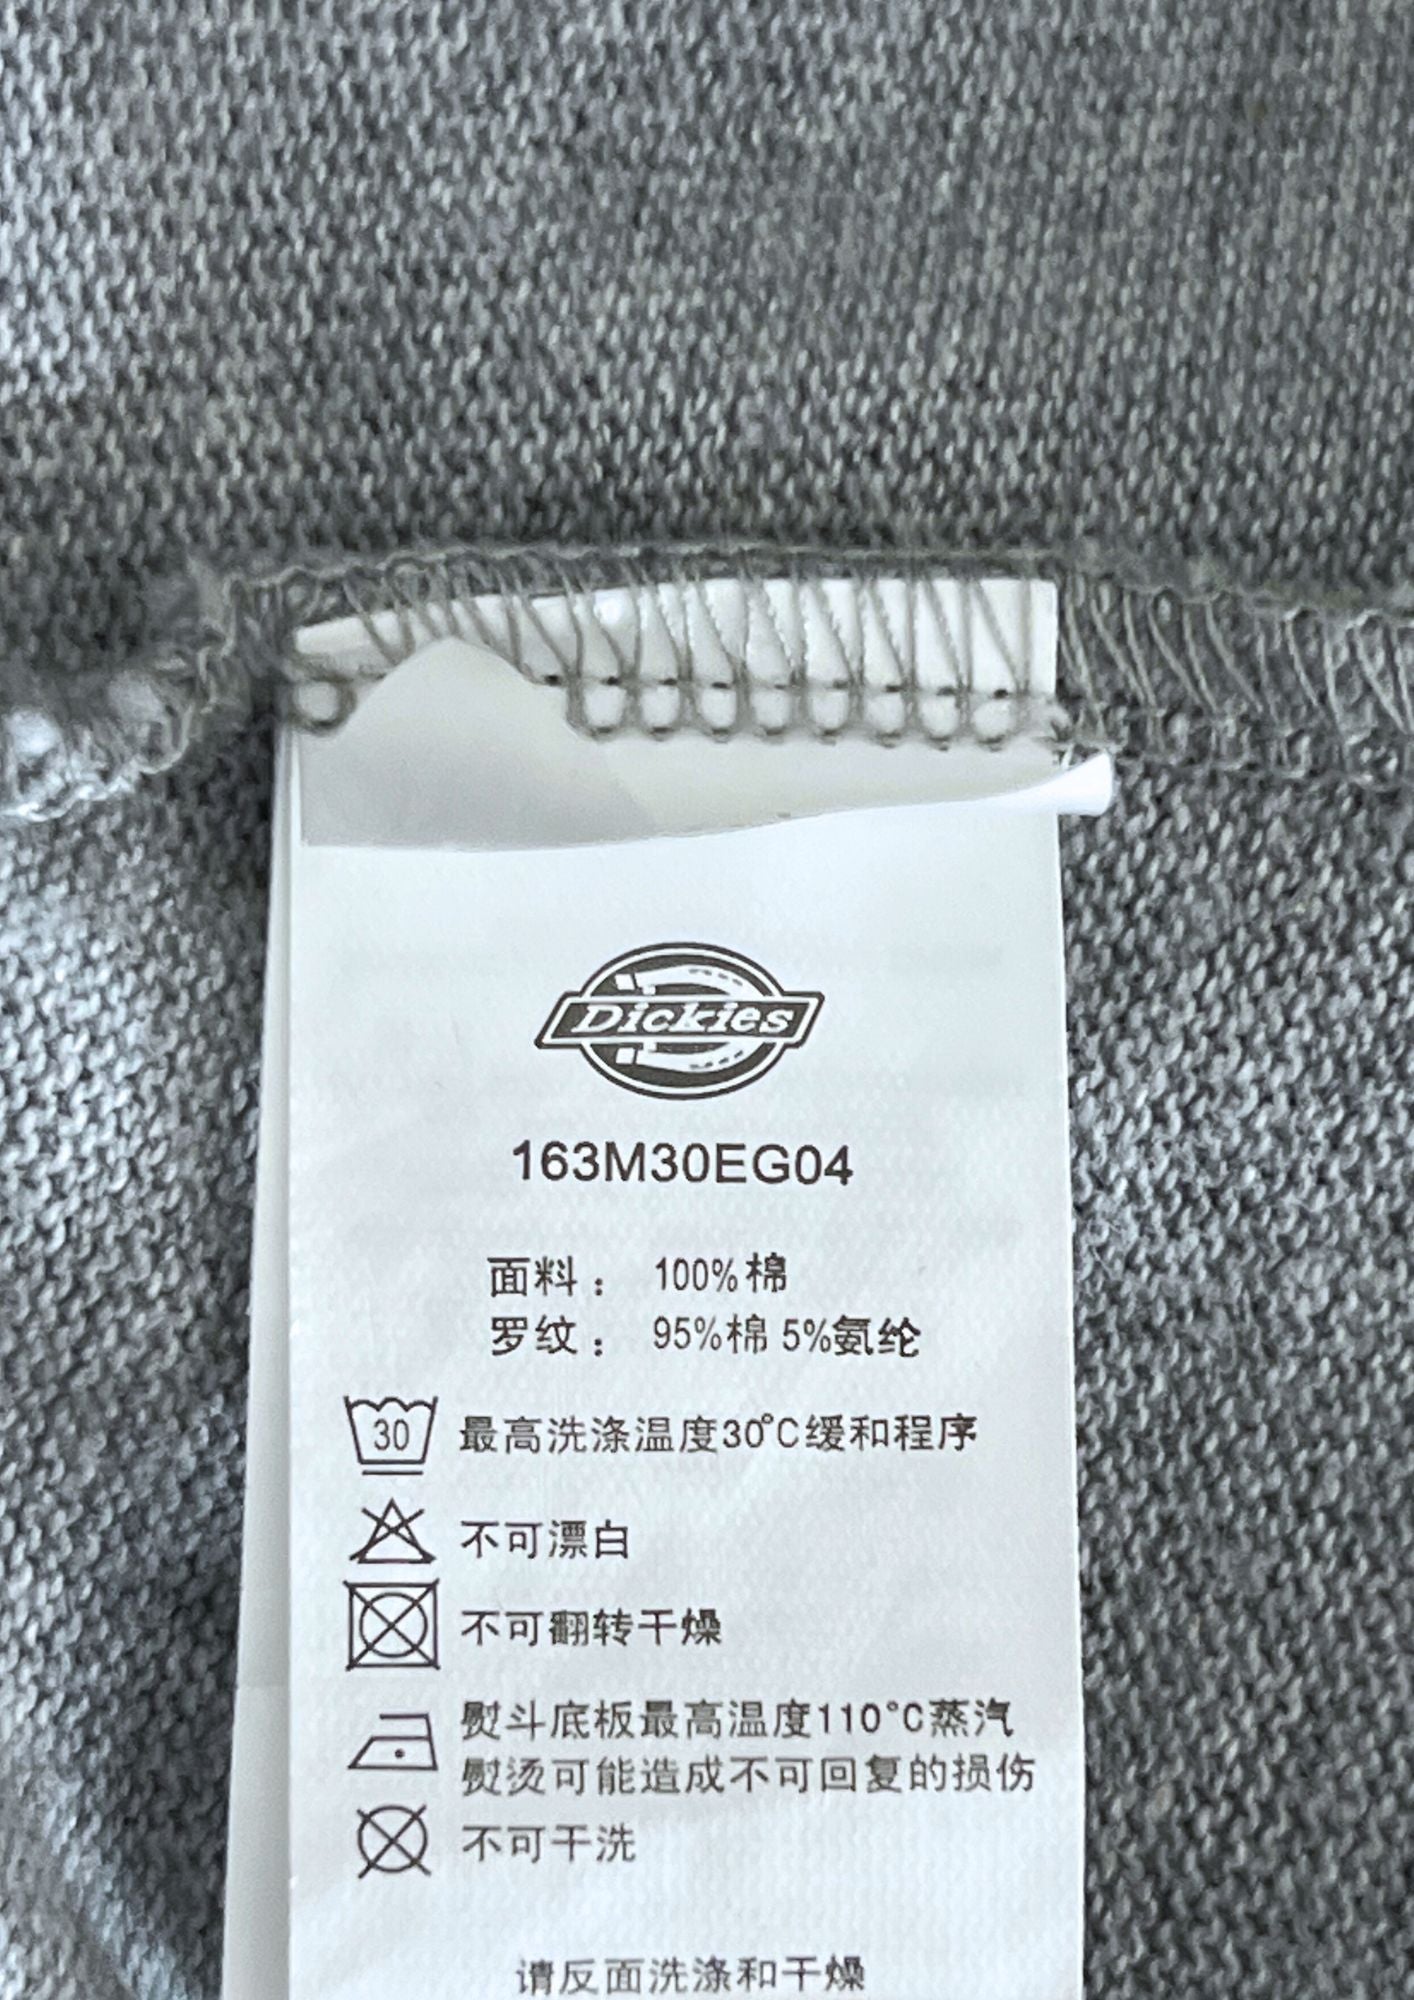 Dickies
163M30EG04
面料： 100%棉
罗纹： 95%棉 5%氨纶
30 最高洗涤温度30°C缓和程序
不可漂白
不可翻转干燥
熨斗底板最高温度110°C蒸汽
熨烫可能造成不可回复的损伤
不可干洗
请反面洗涤和干燥